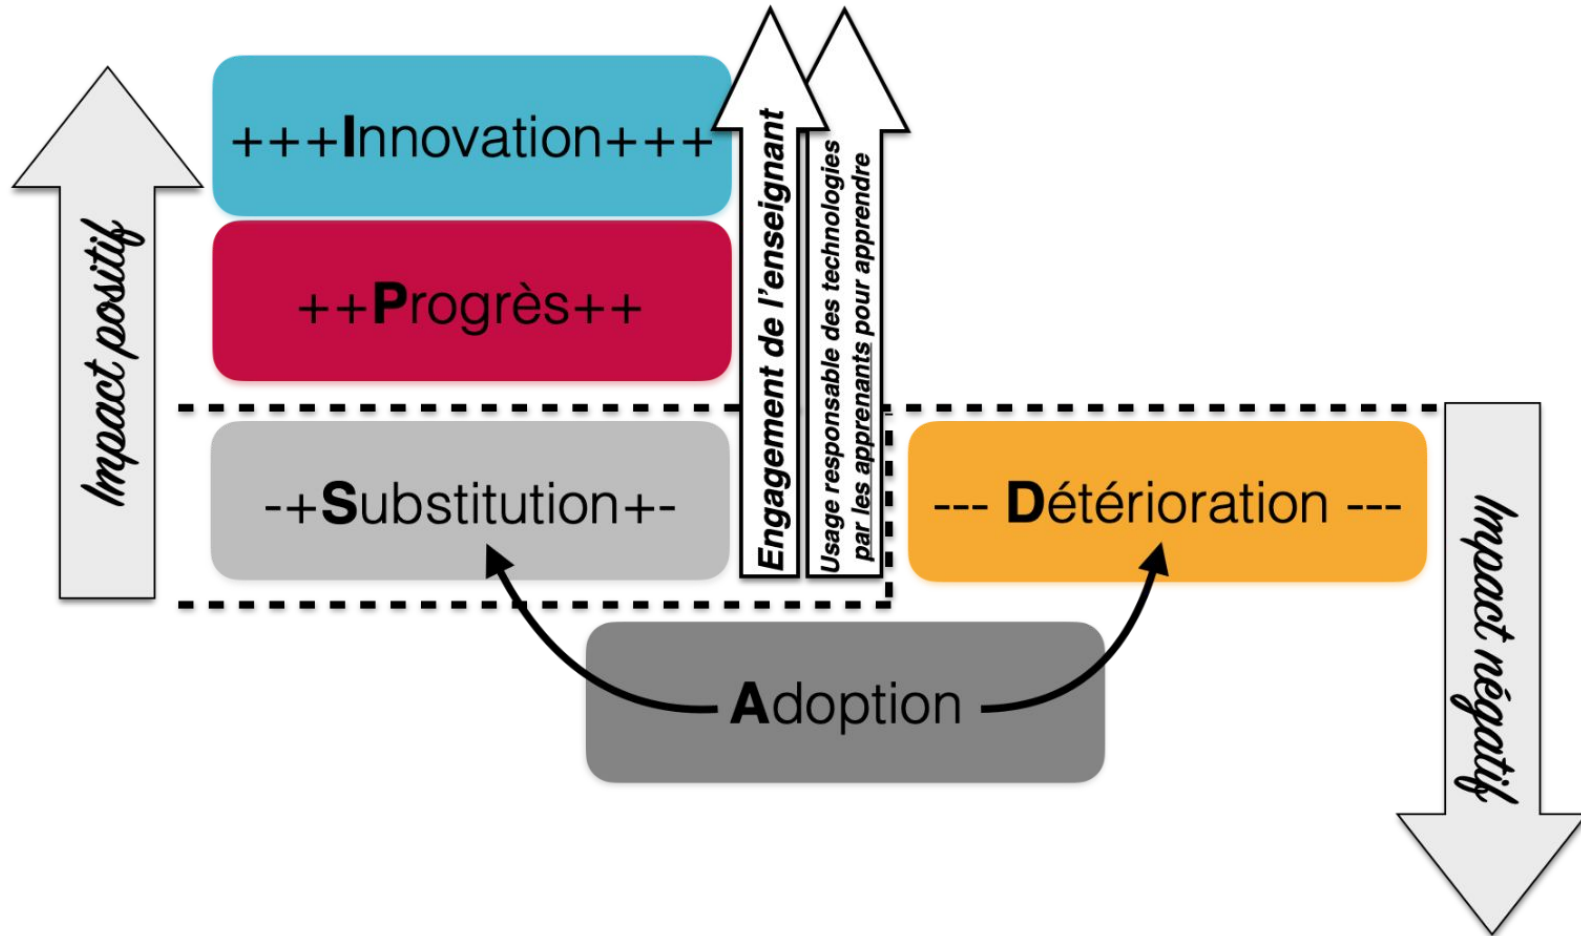 +++Innovation+++
++Progrès++
-+Substitution+-
--- Détérioration ---
Adoption
Impact positif
Engagement de l'enseignant
Usage responsable des technologies
par les apprenants pour apprendre
Impact négatif